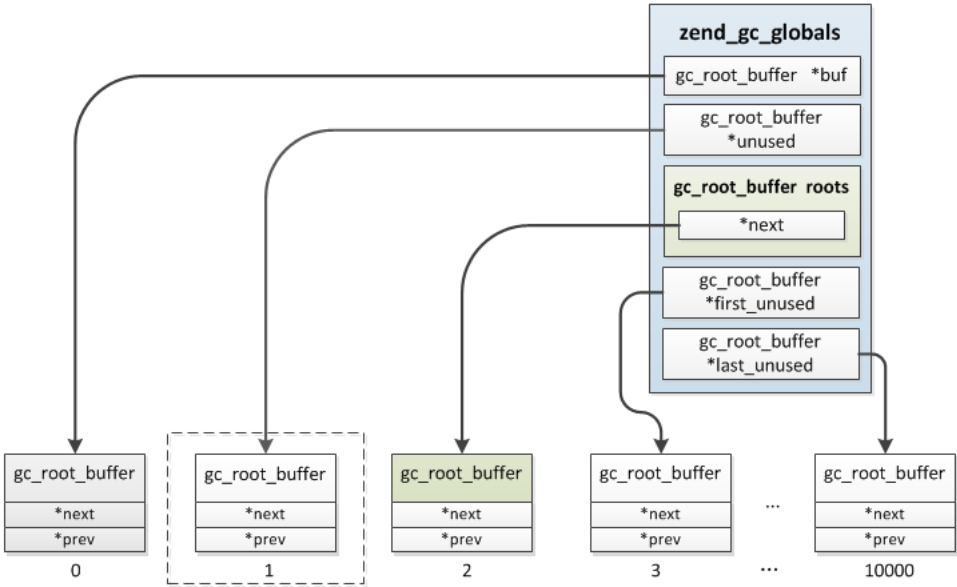 zend_gc_globals
gc_root_buffer *buf
gc_root_buffer
*unused
gc_root_buffer roots
*next
gc_root_buffer
*first_unused
gc_root_buffer
*last_unused
gc_root_buffer
*next
*prev
0
gc_root_buffer
*next
*prev
1
gc_root_buffer
*next
*prev
2
gc_root_buffer
*next
*prev
3
...
...
gc_root_buffer
*next
*prev
10000